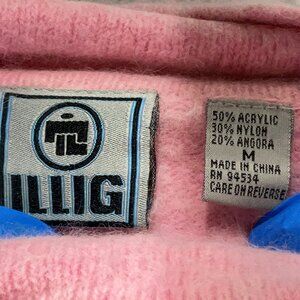 ILLIG
50% ACRYLIC
30% NYLON
20% ANGORA
M
MADE IN CHINA
RN 94534
CARE ON REVERSE